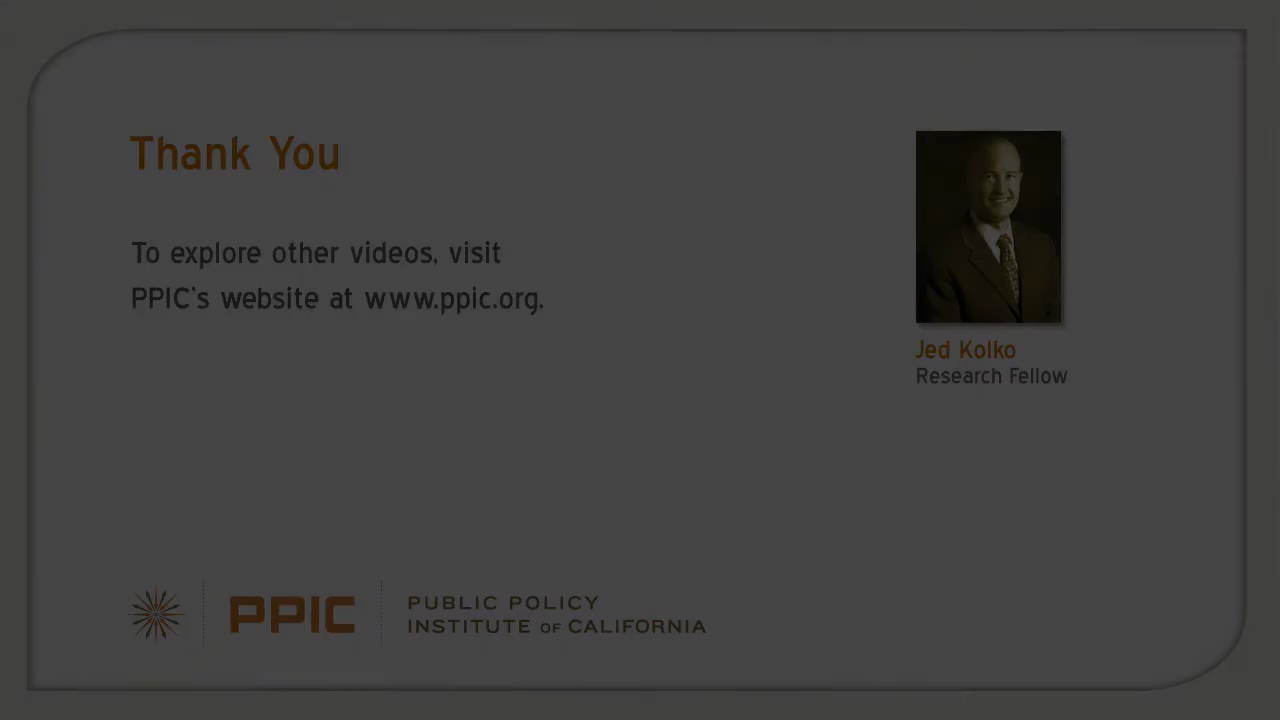 Thank You
To explore other videos, visit
PPIC's website at www.ppic.org.
Jed Kolko
Research Fellow
PPIC
PUBLIC POLICY
INSTITUTE OF CALIFORNIA